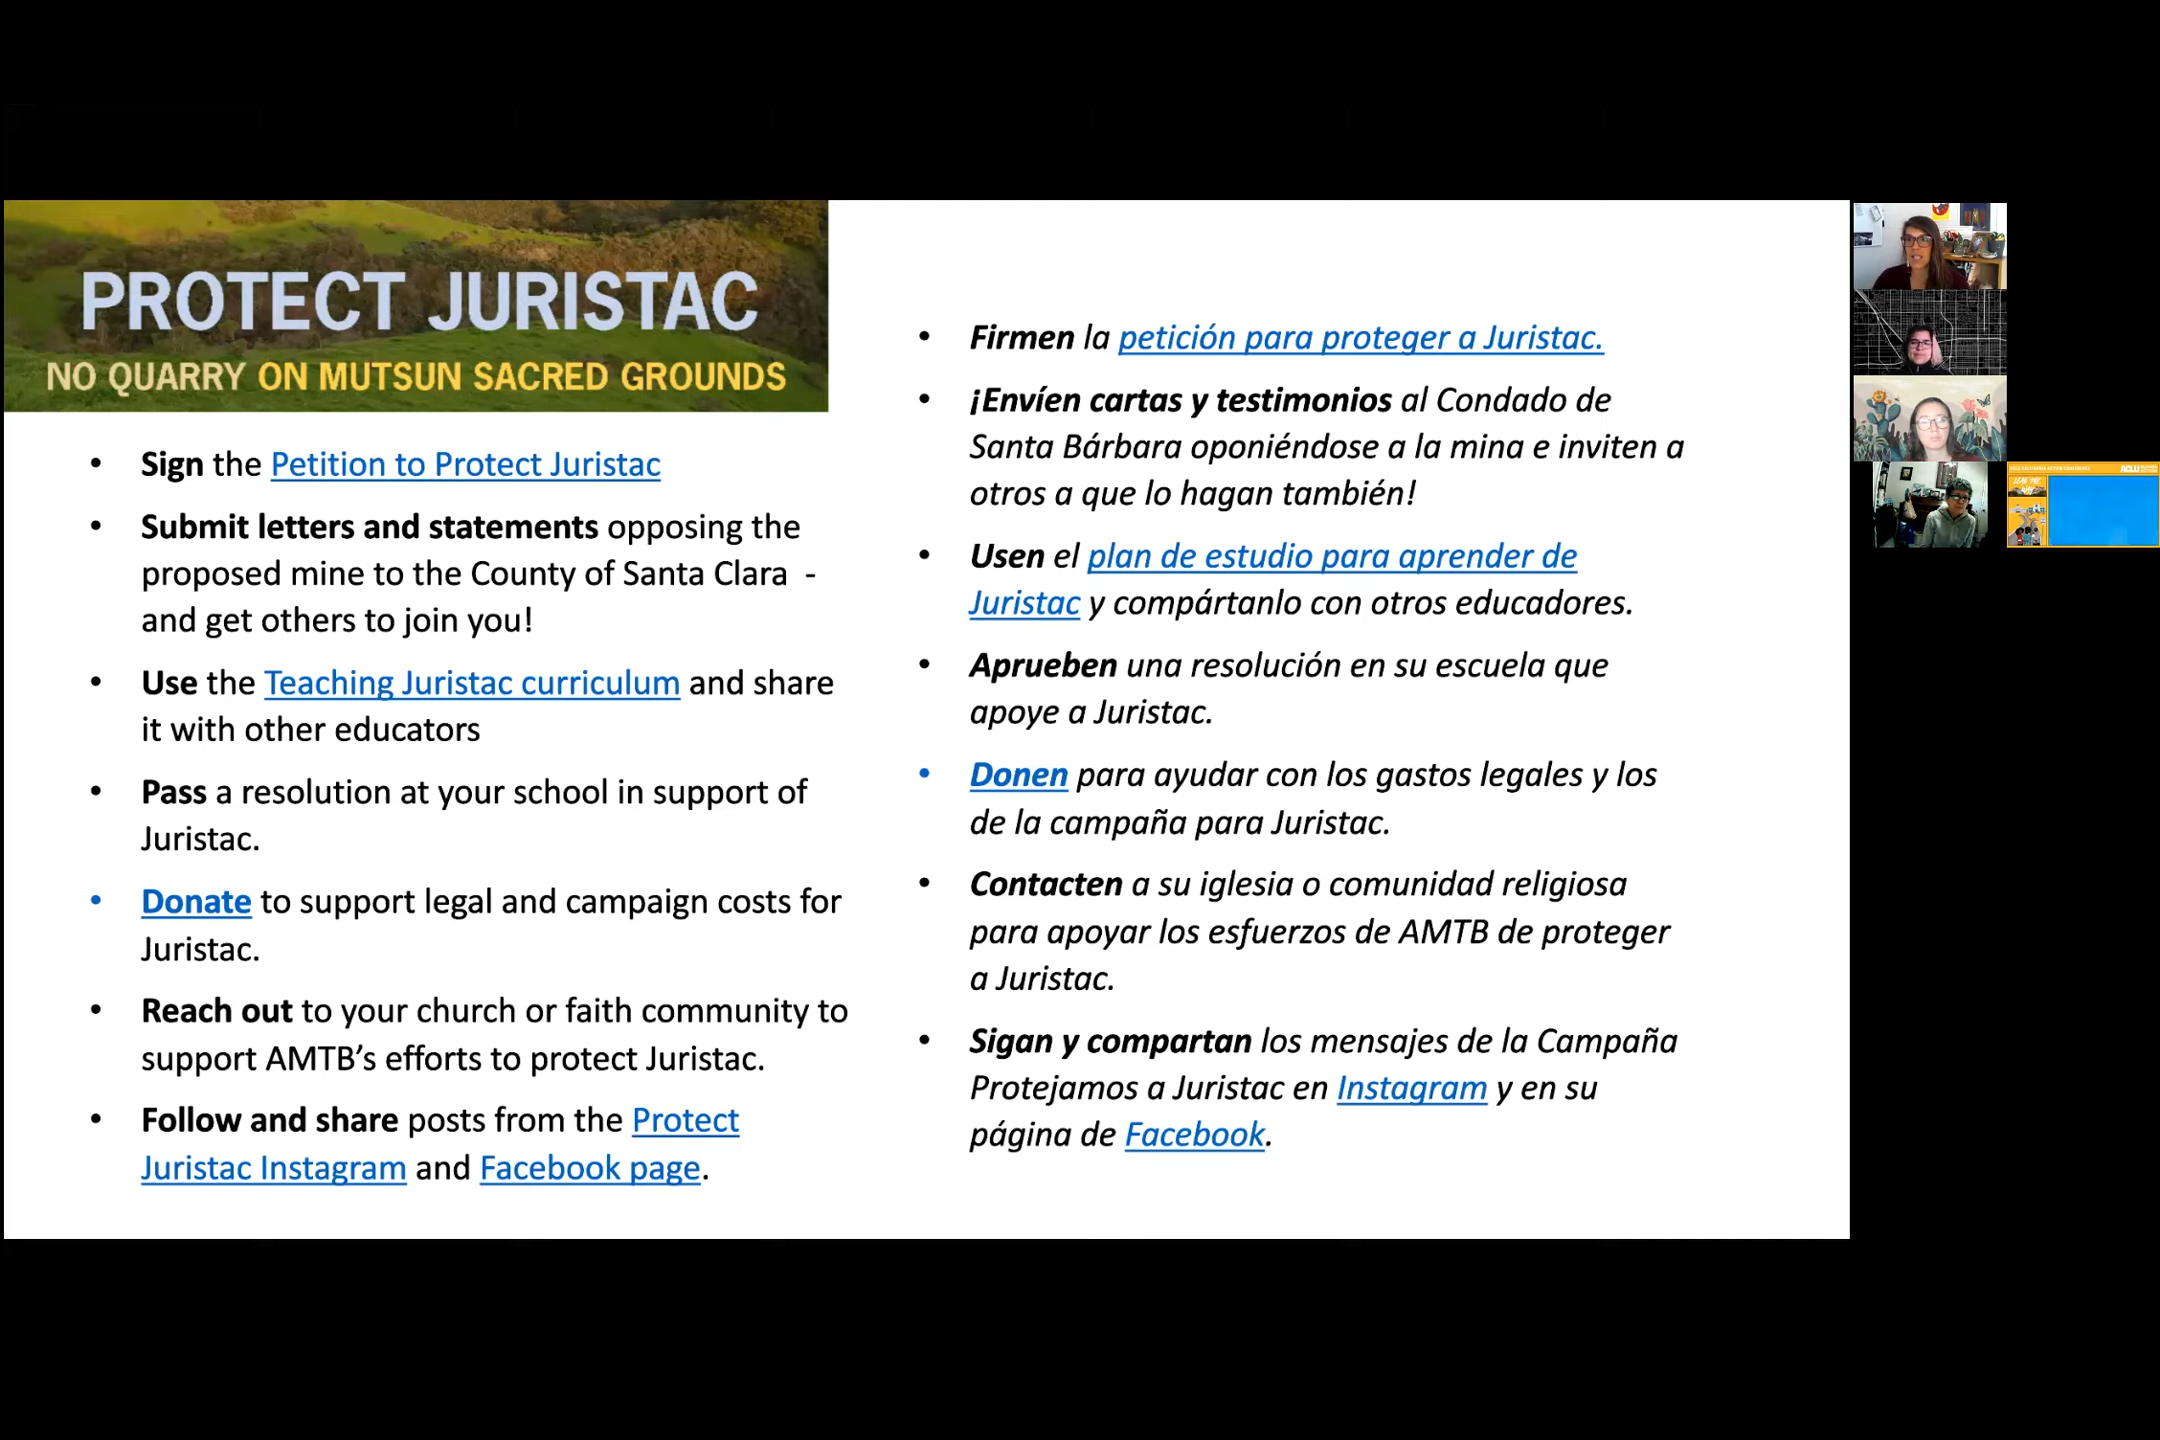 PROTECT JURISTAC
NO QUARRY ON MUTSUN SACRED GROUNDS
• Sign the Petition to Protect Juristac
• Submit letters and statements opposing the
proposed mine to the County of Santa Clara -
and get others to join you!
• Use the Teaching Juristac curriculum and share
it with other educators
• Pass a resolution at your school in support of
Juristac.
• Donate to support legal and campaign costs for
Juristac.
• Reach out to your church or faith community to
support AMTB’s efforts to protect Juristac.
• Follow and share posts from the Protect
Juristac Instagram and Facebook page.
• Firmen la petición para proteger a Juristac.
• ¡Envíen cartas y testimonios al Condado de
Santa Bárbara oponiéndose a la mina e inviten a
otros a que lo hagan también!
• Usen el plan de estudio para aprender de
Juristac y compártanlo con otros educadores.
• Aprueben una resolución en su escuela que
apoye a Juristac.
• Donen para ayudar con los gastos legales y los
de la campaña para Juristac.
• Contacten a su iglesia o comunidad religiosa
para apoyar los esfuerzos de AMTB de proteger
a Juristac.
• Sigan y compartan los mensajes de la Campaña
Protejamos a Juristac en Instagram y en su
página de Facebook.
ACLU